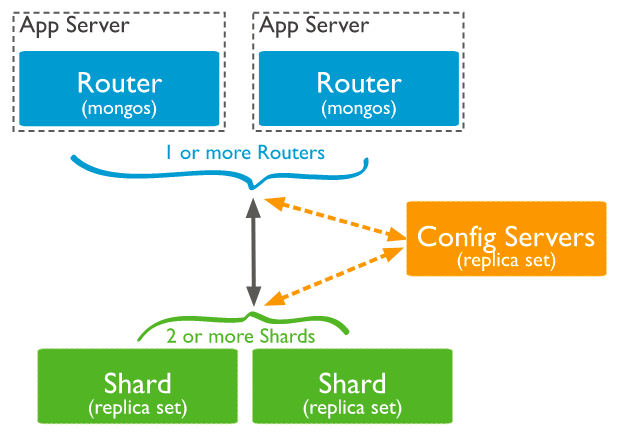 App Server
App Server
Router
(mongos)
Router
(mongos)
1 or more Routers
Config Servers
(replica set)
2 or more Shards
Shard
(replica set)
Shard
(replica set)